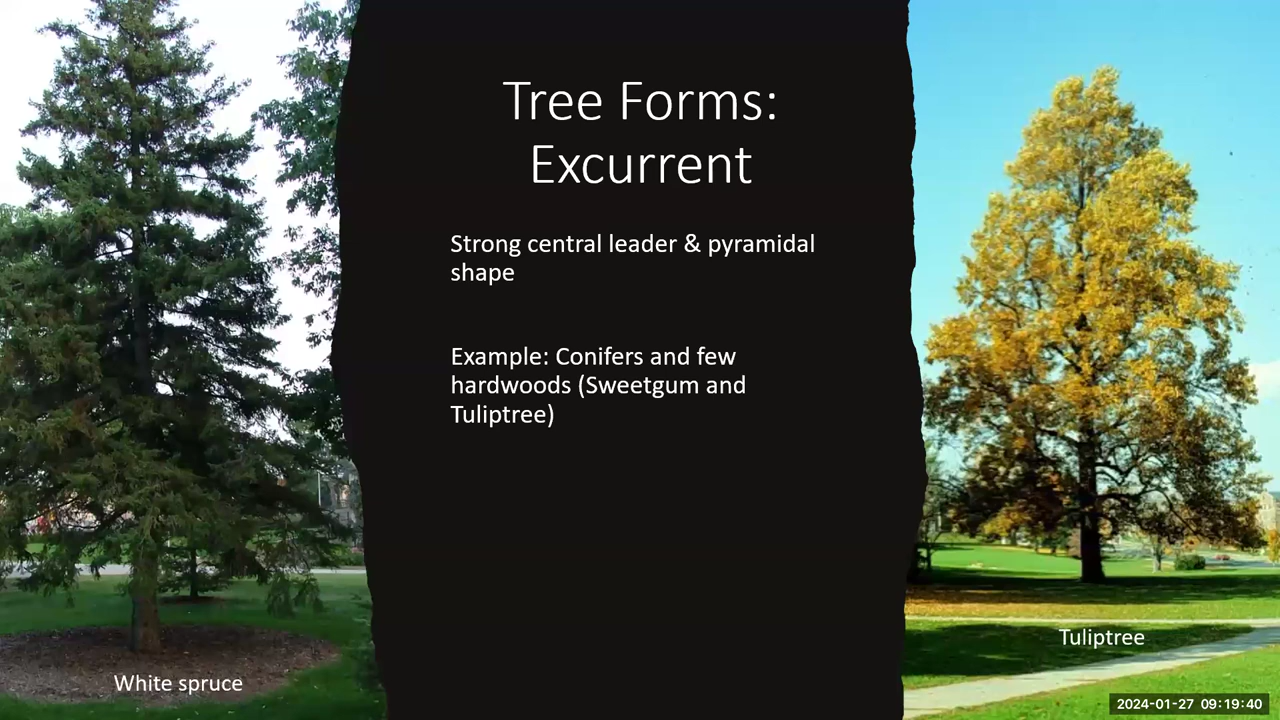 Tree Forms:
Excurrent
Strong central leader & pyramidal
shape
Example: Conifers and few
hardwoods (Sweetgum and
Tuliptree)
White spruce
Tuliptree
2024-01-27 09:19:40